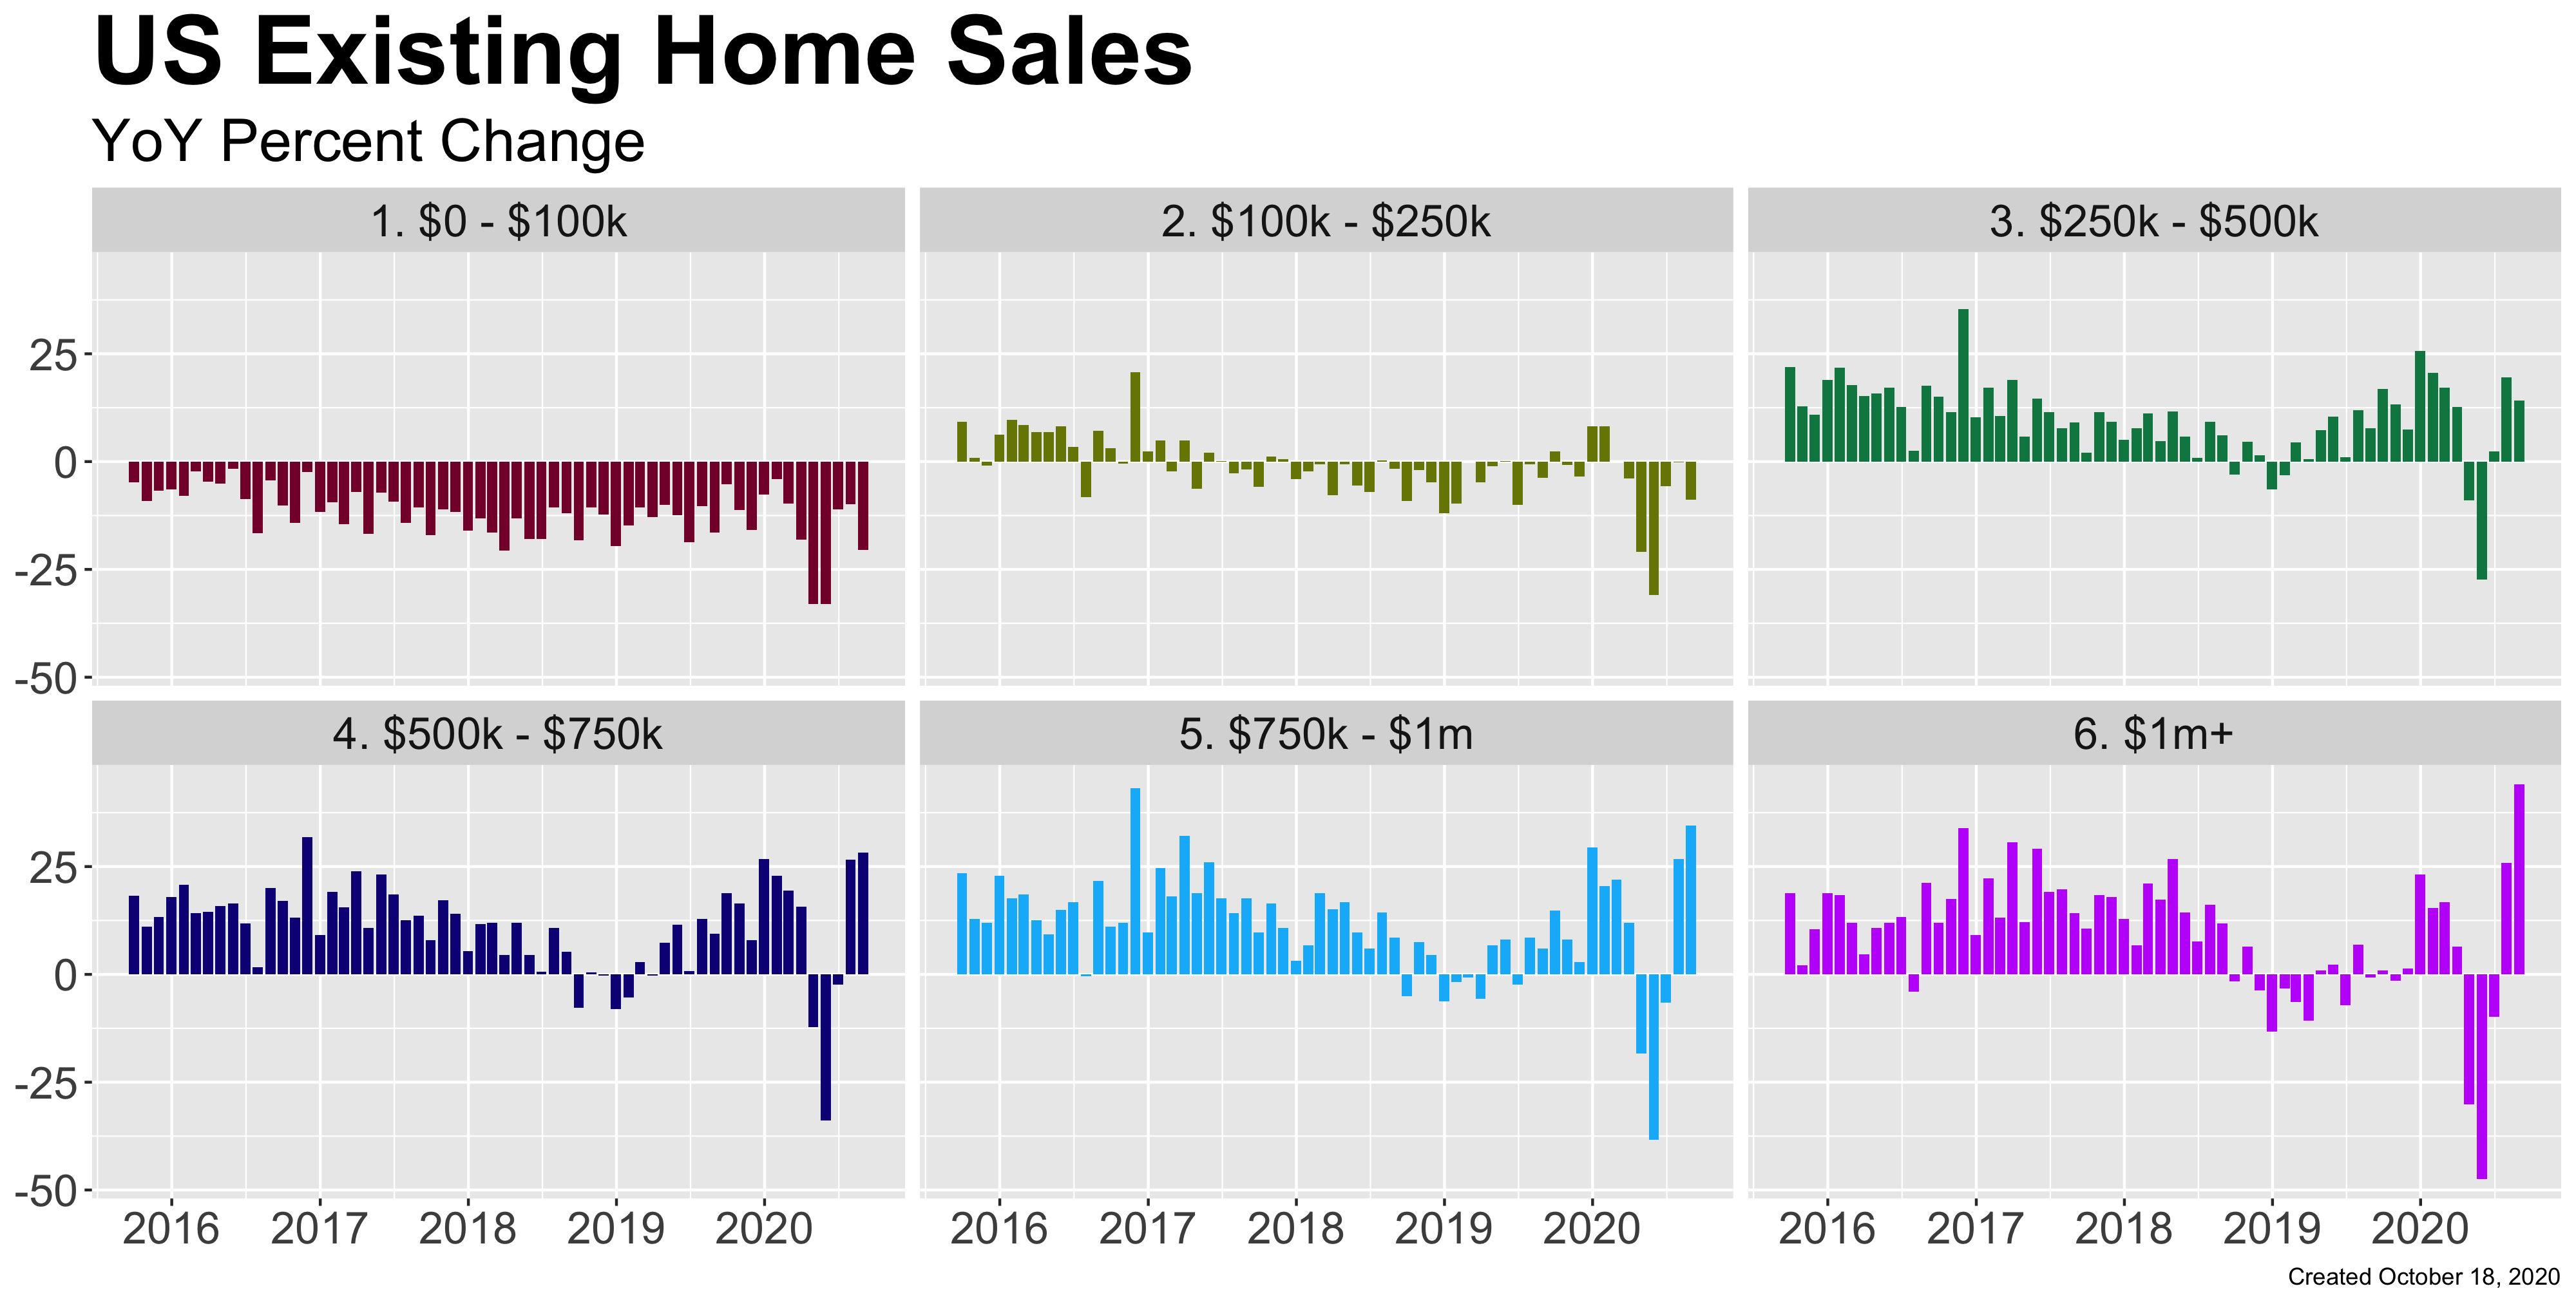 US Existing Home Sales
YoY Percent Change
1. $0 - $100k
2. $100k - $250k
3. $250k - $500k
25
0
-25
-50
4. $500k - $750k
5. $750k - $1m
6. $1m+
25
0
-25
-50
2016 2017 2018 2019 2020
2016 2017 2018 2019 2020
2016 2017 2018 2019 2020
Created October 18, 2020